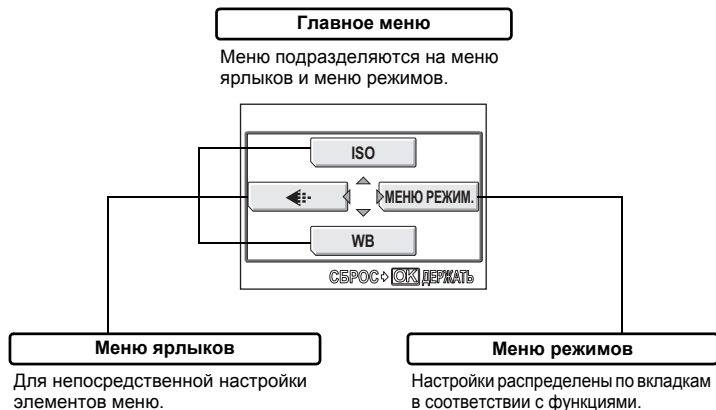 Главное меню
Меню подразделяются на меню
ярлыков и меню режимов.
ISO
МЕНЮ РЕЖИМ.
WB
СБРОС OK ДЕРЖАТЬ
Меню ярлыков
Для непосредственной настройки
элементов меню.
Меню режимов
Настройки распределены по вкладкам
в соответствии с функциями.